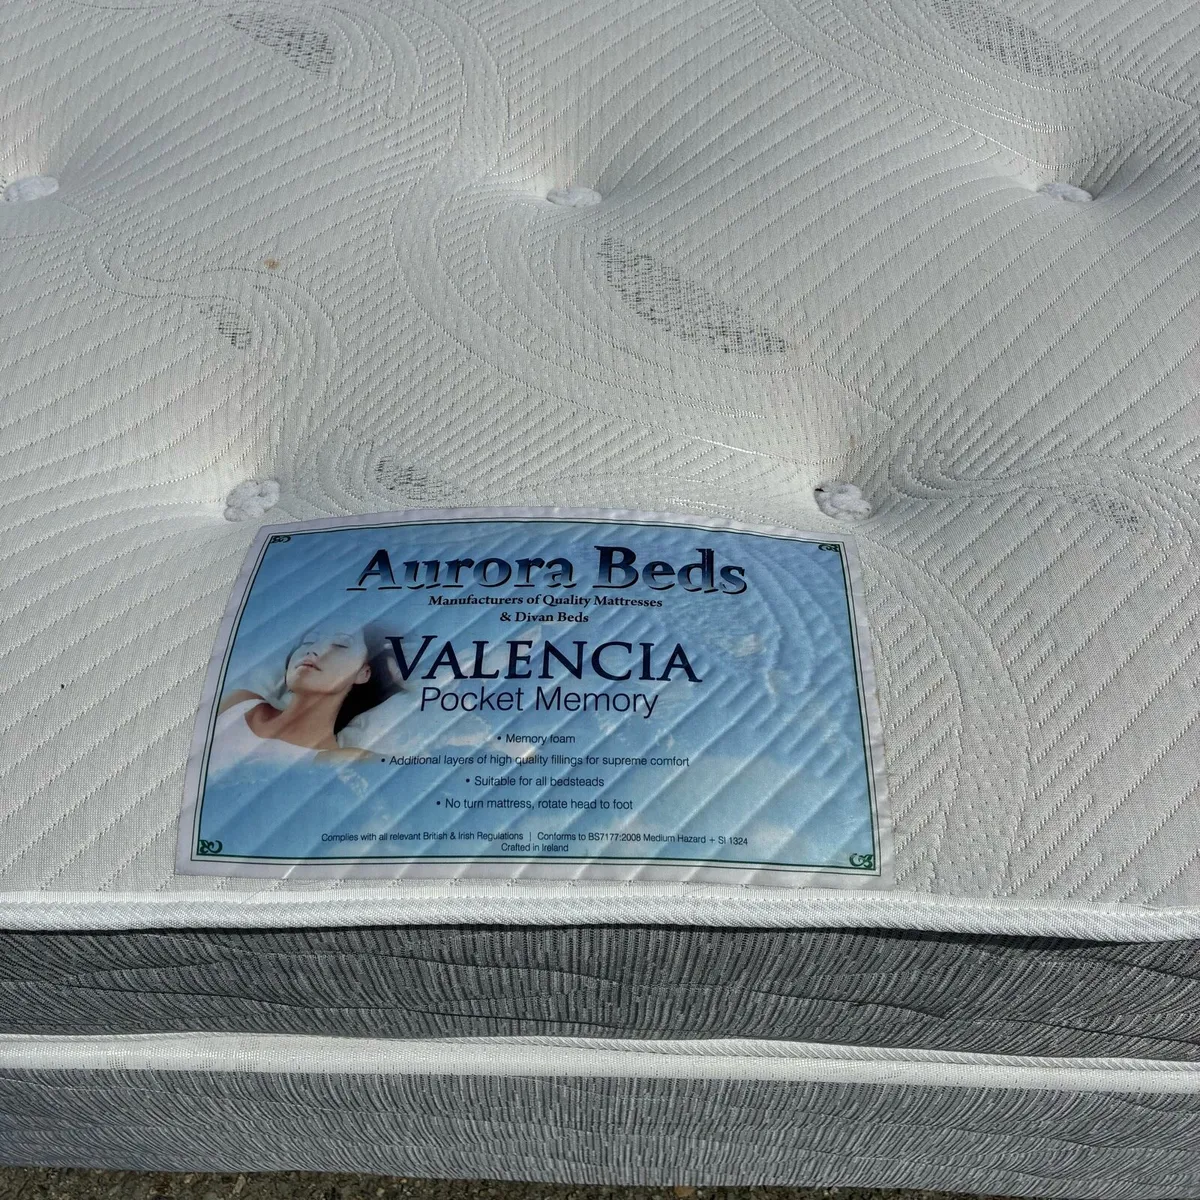 Aurora Beds
Manufacturers of Quality Mattresses
& Divan Beds
VALENCIA
Pocket Memory
• Memory foam
• Additional layers of high quality fillings for supreme comfort
• Suitable for all bedsteads
• No turn mattress, rotate head to foot
Complies with all relevant British & Irish Regulations | Conforms to BS7177:2008 Medium Hazard + SI 1324
Crafted in Ireland